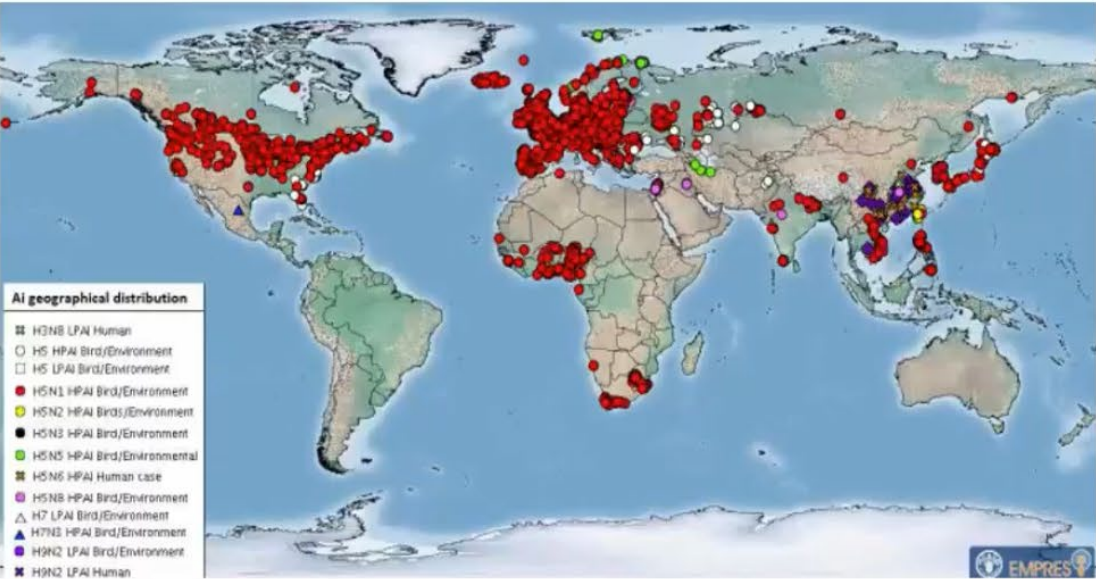 Ai geographical distribution
H3N8 LPAI Human
H5 HPAI Bird/Environment
H5 LPAI Bird/Environment
H5N1 HPAI Bird/Environment
H5N2 HPAI Birds/Environment
H5N3 HPAI Bird/Environment
H5N5 HPAI Bird/Environmental
H5N6 HPAI Human case
H5N8 HPAI Bird/Environment
H7 LPAI Bird/Environment
H7N3 HPAI Bird/Environment
H9N2 LPAI Bird/Environment
H9N2 LPAI Human
EMPRES